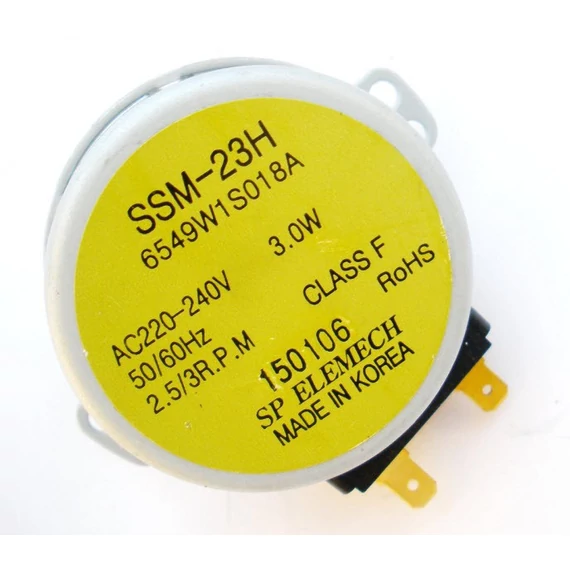 SSM-23H
6549W1S018A
AC220-240V 3.0W
50/60Hz CLASS F
2.5/3R.P.M RoHS
150106
SP ELEMECH
MADE IN KOREA